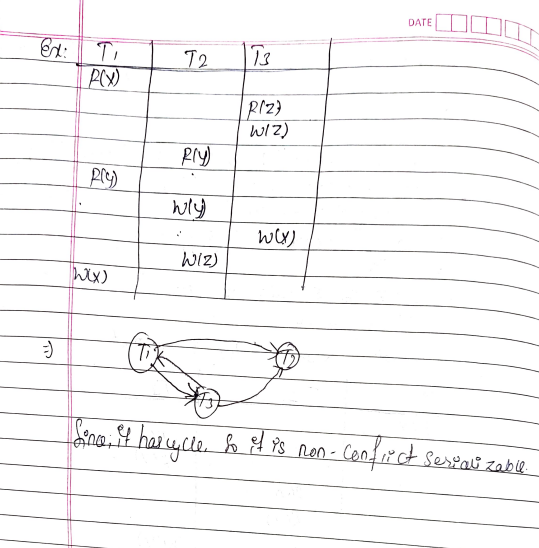 DATE
Ex: T1 T2 T3
R(X)
R(Z)
W(Z)
R(Y)
R(Y)
W(Y)
W(X)
W(Z)
W(X)
=) T1 T2
T3
Since, it has cycle. So it is non-conflict serializable.